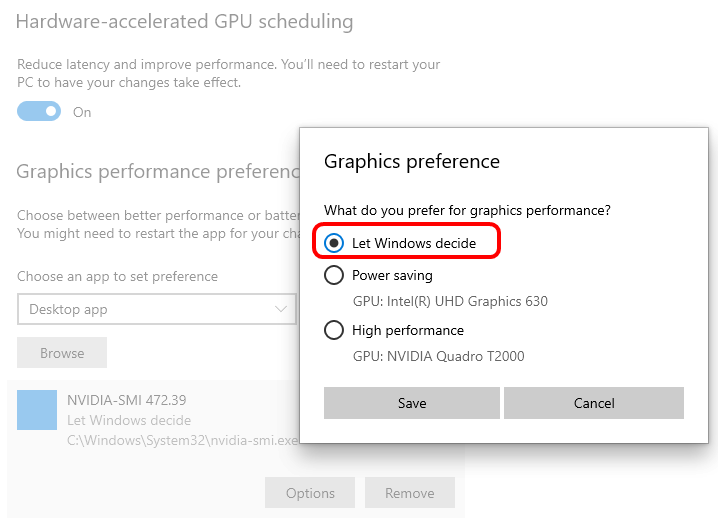 Hardware-accelerated GPU scheduling
Reduce latency and improve performance. You'll need to restart your
PC to have your changes take effect.
On
Graphics performance preferenc
Choose between better performance or batte
You might need to restart the app for your cha
Choose an app to set preference
Desktop app
Browse
NVIDIA-SMI 472.39
Let Windows decide
C:\Windows\System32\nvidia-smi.exe
Options
Remove
Graphics preference
What do you prefer for graphics performance?
Let Windows decide
Power saving
GPU: Intel(R) UHD Graphics 630
High performance
GPU: NVIDIA Quadro T2000
Save
Cancel